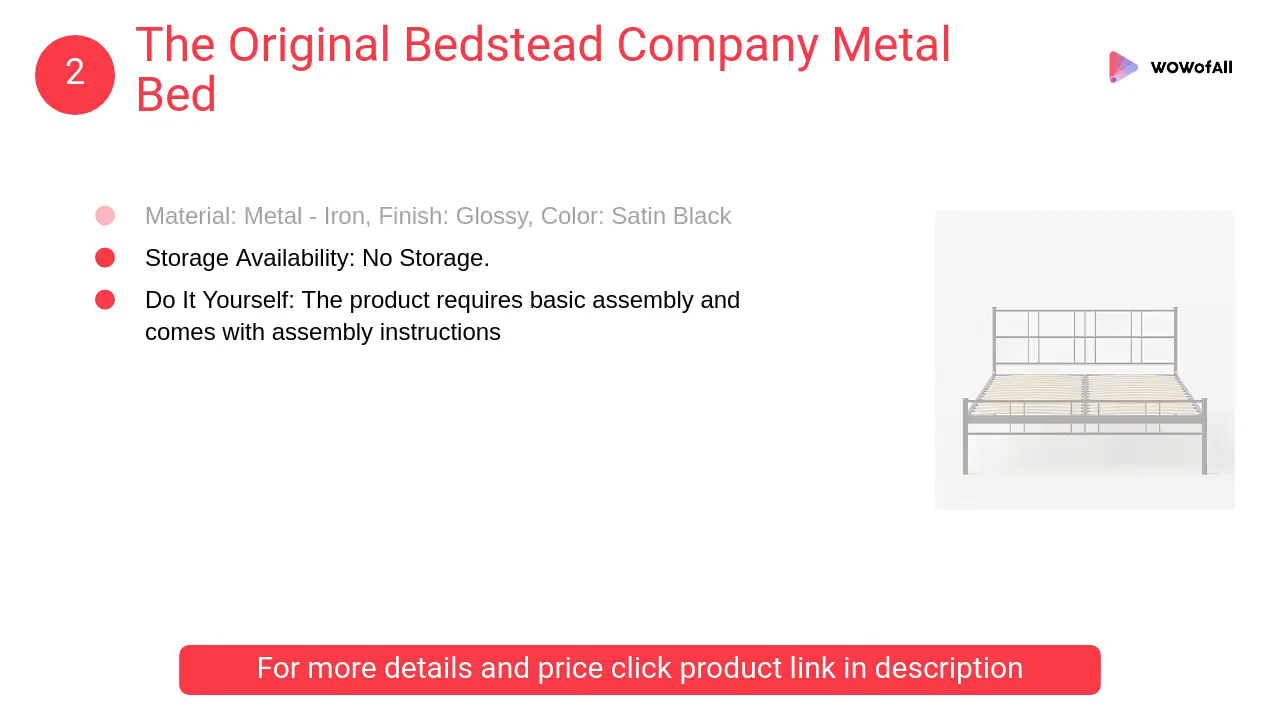 2
The Original Bedstead Company Metal
Bed
WOWofAll
Material: Metal - Iron, Finish: Glossy, Color: Satin Black
Storage Availability: No Storage.
Do It Yourself: The product requires basic assembly and
comes with assembly instructions
For more details and price click product link in description